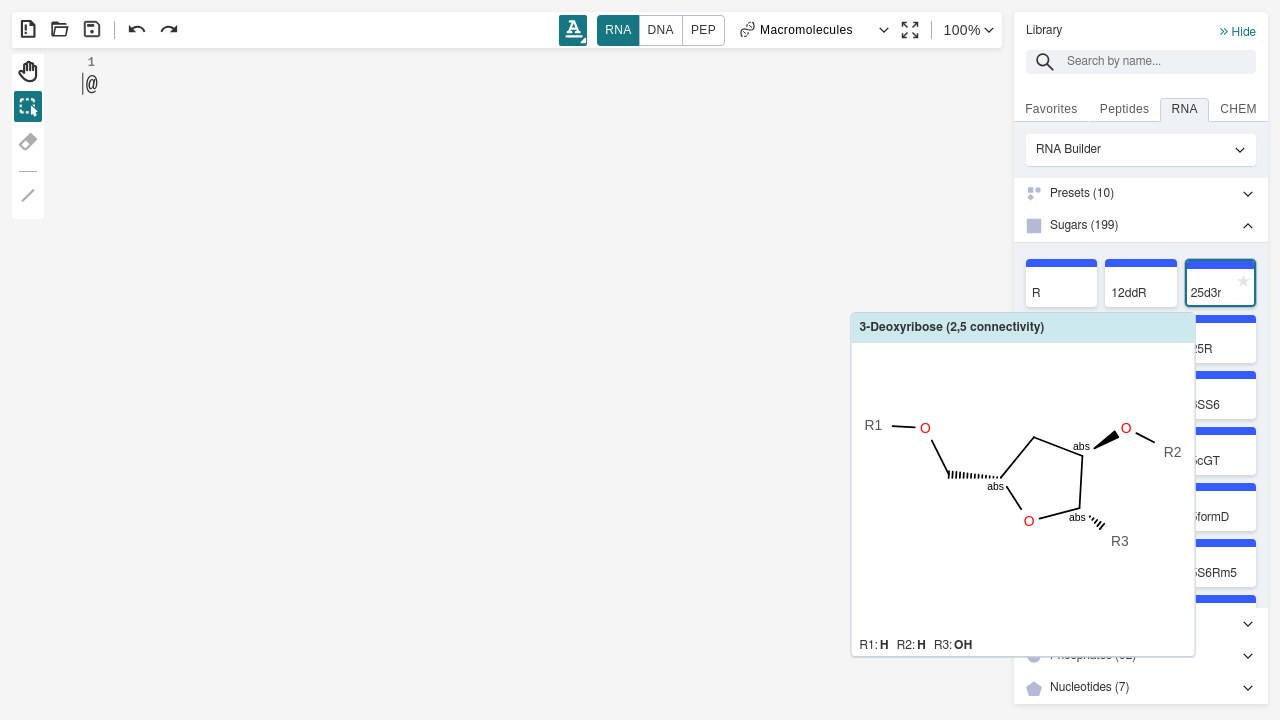 RNA DNA PEP Macromolecules 100%
1
@
Library
Hide
Search by name...
Favorites Peptides RNA CHEM
RNA Builder
Presets (10)
Sugars (199)
R 12ddR 25d3r
3-Deoxyribose (2,5 connectivity)
25R
SS6
cGT
formD
S6Rm5
R1 O abs O R2
abs O abs R3
R1: H R2: H R3: OH
Nucleotides (7)